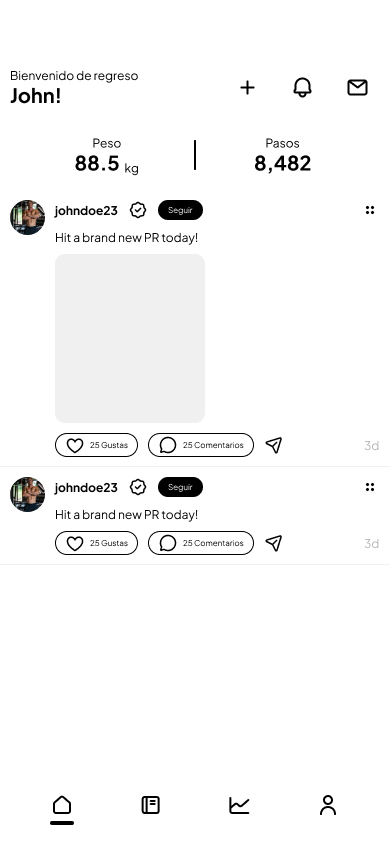 Bienvenido de regreso
John!
Peso
88.5 kg
Pasos
8,482
johndoe23
Seguir
Hit a brand new PR today!
25 Gustas
25 Comentarios
3d
johndoe23
Seguir
Hit a brand new PR today!
25 Gustas
25 Comentarios
3d